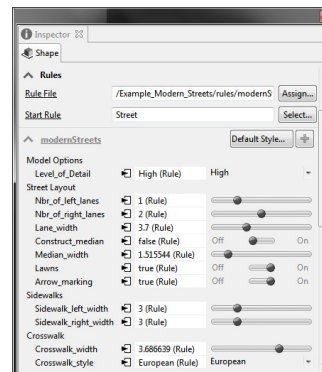 Inspector
Shape
Rules
Rule File /Example_Modern_Streets/rules/modernS Assign...
Start Rule Street Select...
modernStreets Default Style... +
Model Options
Level_of_Detail High (Rule) High
Street Layout
Nbr_of_left_lanes 1 (Rule)
Nbr_of_right_lanes 2 (Rule)
Lane_width 3.7 (Rule)
Construct_median false (Rule) Off On
Median_width 1.515544 (Rule)
Lawns true (Rule) Off On
Arrow_marking true (Rule) Off On
Sidewalks
Sidewalk_left_width 3 (Rule)
Sidewalk_right_width 3 (Rule)
Crosswalk
Crosswalk_width 3.686639 (Rule)
Crosswalk_style European (Rule) European